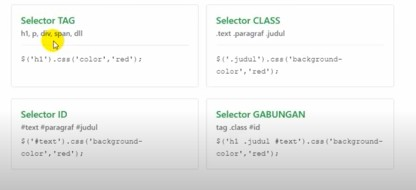 Selector TAG
h1, p, div, span, dll
$('h1').css('color','red');
Selector CLASS
.text .paragraf .judul
$('.judul').css('background-
color','red');
Selector ID
#text #paragraf #judul
$('#text').css('background-
color','red');
Selector GABUNGAN
tag .class #id
$('h1 .judul #text').css('background-
color','red');